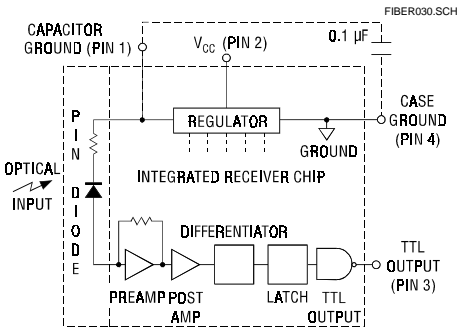 FIBER030.SCH
CAPACITOR
GROUND (PIN 1)
VCC (PIN 2)
0.1 µF
CASE
GROUND
(PIN 4)
REGULATOR
GROUND
PIN DIODE
OPTICAL
INPUT
INTEGRATED RECEIVER CHIP
DIFFERENTIATOR
TTL
OUTPUT
(PIN 3)
PREAMP
POST
AMP
LATCH
TTL
OUTPUT